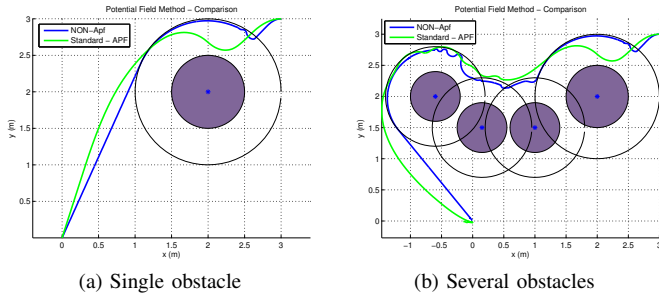 Potential Field Method – Comparison
NON-Apf
Standard - APF
y (m)
3
2.5
2
1.5
1
0.5
0
0.5
1
1.5
2
2.5
3
x (m)
(a) Single obstacle
Potential Field Method – Comparison
NON-Apf
Standard - APF
y (m)
3
2.5
2
1.5
1
0.5
0
−1
−0.5
0
0.5
1
1.5
2
2.5
3
x (m)
(b) Several obstacles